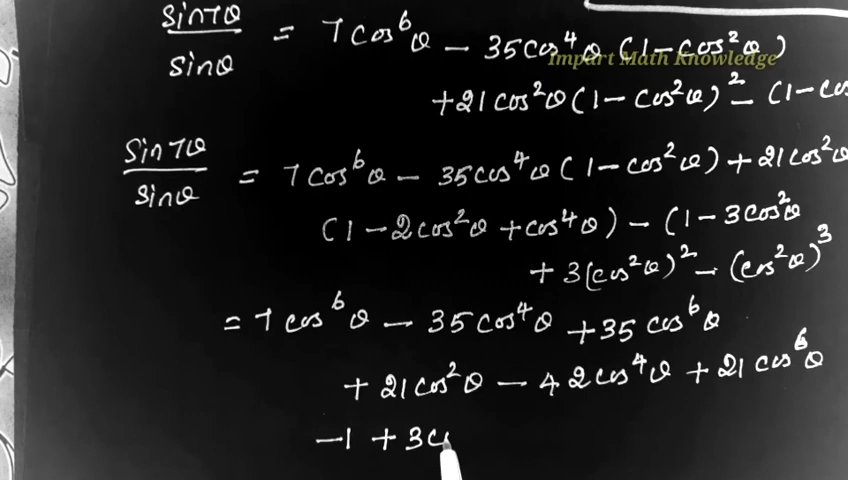 sin7θ/sinθ = 7cos⁶θ − 35cos⁴θ (1−cos²θ)
Impart Math Knowledge
+21cos²θ(1−cos²θ)² − (1−cos
sin7θ/sinθ = 7cos⁶θ − 35cos⁴θ(1−cos²θ)+21cos²θ
(1−2cos²θ+cos⁴θ) − (1−3cos²θ
+3(cos²θ)² − (cos²θ)³
=7cos⁶θ − 35cos⁴θ +35cos⁶θ
+21cos²θ − 42cos⁴θ +21cos⁶θ
−1 +3c